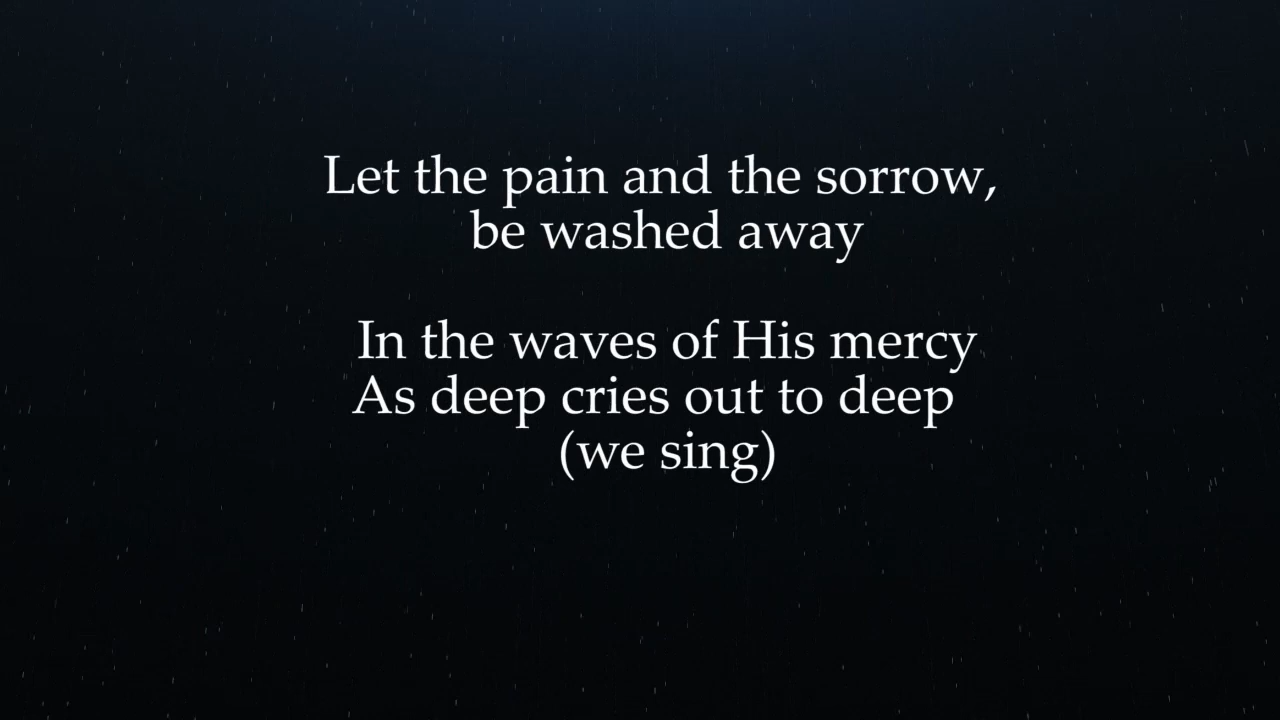 Let the pain and the sorrow,
be washed away
In the waves of His mercy
As deep cries out to deep
(we sing)